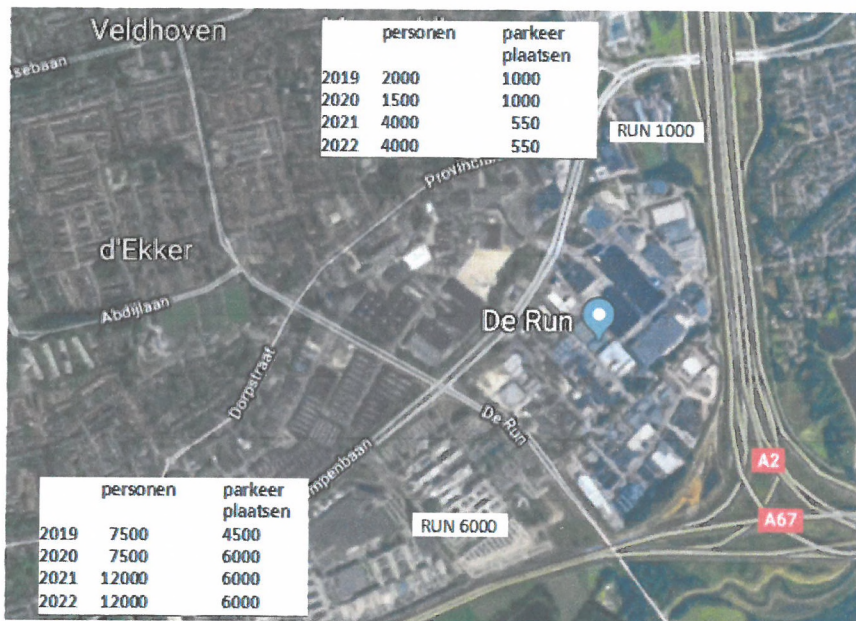 Veldhoven
sebaan
personen parkeer
plaatsen
2019 2000 1000
2020 1500 1000
2021 4000 550
2022 4000 550
RUN 1000
d'Ekker
Abdijlaan
De Run
Dorpstraat
De Run
A2
A67
RUN 6000
personen parkeer
plaatsen
2019 7500 4500
2020 7500 6000
2021 12000 6000
2022 12000 6000